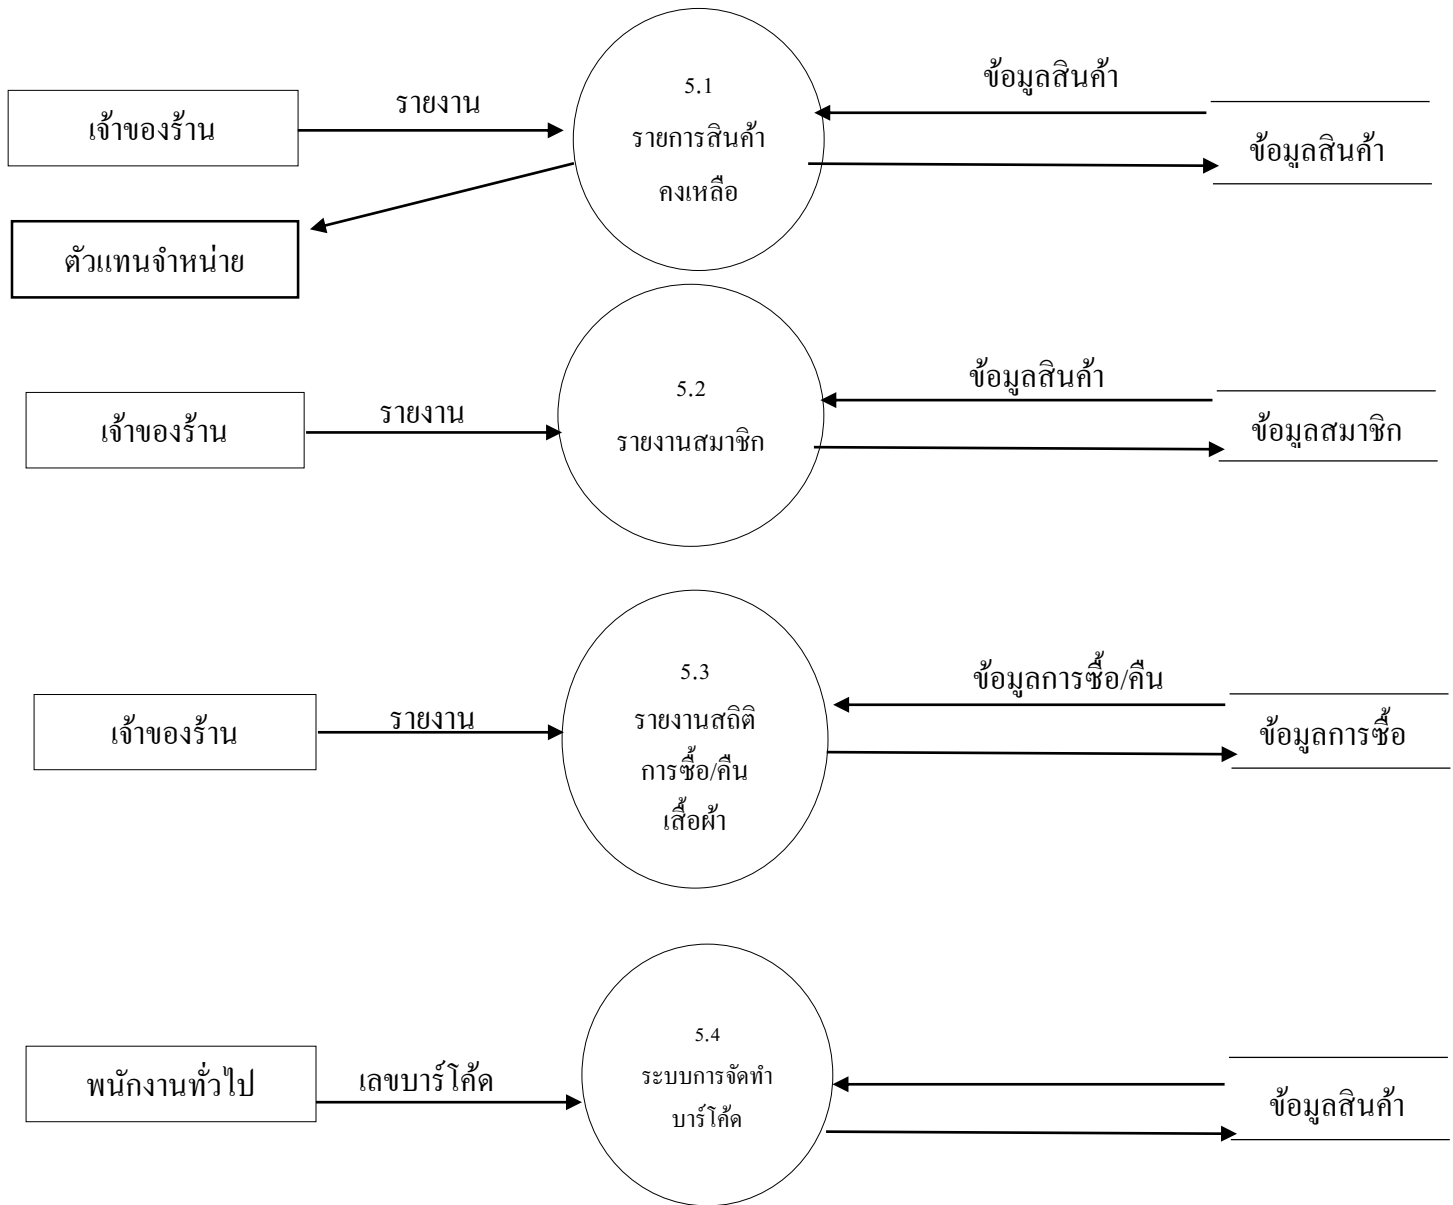 5.1
รายการสินค้า
คงเหลือ
เจ้าของร้าน
รายงาน
ข้อมูลสินค้า
ข้อมูลสินค้า
ตัวแทนจำหน่าย
5.2
รายงานสมาชิก
เจ้าของร้าน
รายงาน
ข้อมูลสินค้า
ข้อมูลสมาชิก
5.3
รายงานสถิติ
การซื้อ/คืน
เสื้อผ้า
เจ้าของร้าน
รายงาน
ข้อมูลการซื้อ/คืน
ข้อมูลการซื้อ
5.4
ระบบการจัดทำ
บาร์โค้ด
พนักงานทั่วไป
เลขบาร์โค้ด
ข้อมูลสินค้า